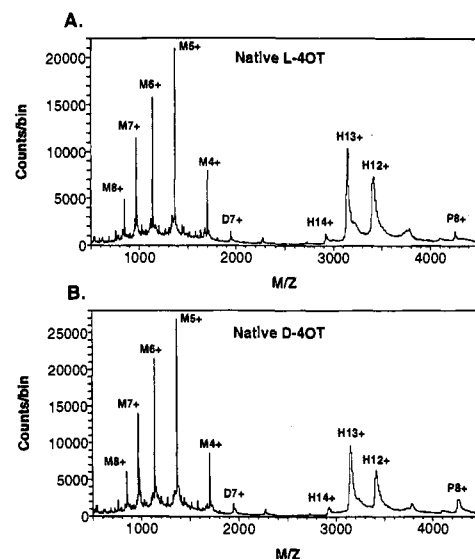 A.
Native L-4OT
Counts/bin
20000
15000
10000
5000
0
M8+
M7+
M6+
M5+
M4+
D7+
H14+
H13+
H12+
P8+
1000
2000
3000
4000
M/Z
B.
Native D-4OT
Counts/bin
25000
20000
15000
10000
5000
0
M8+
M7+
M6+
M5+
M4+
D7+
H14+
H13+
H12+
P8+
1000
2000
3000
4000
M/Z